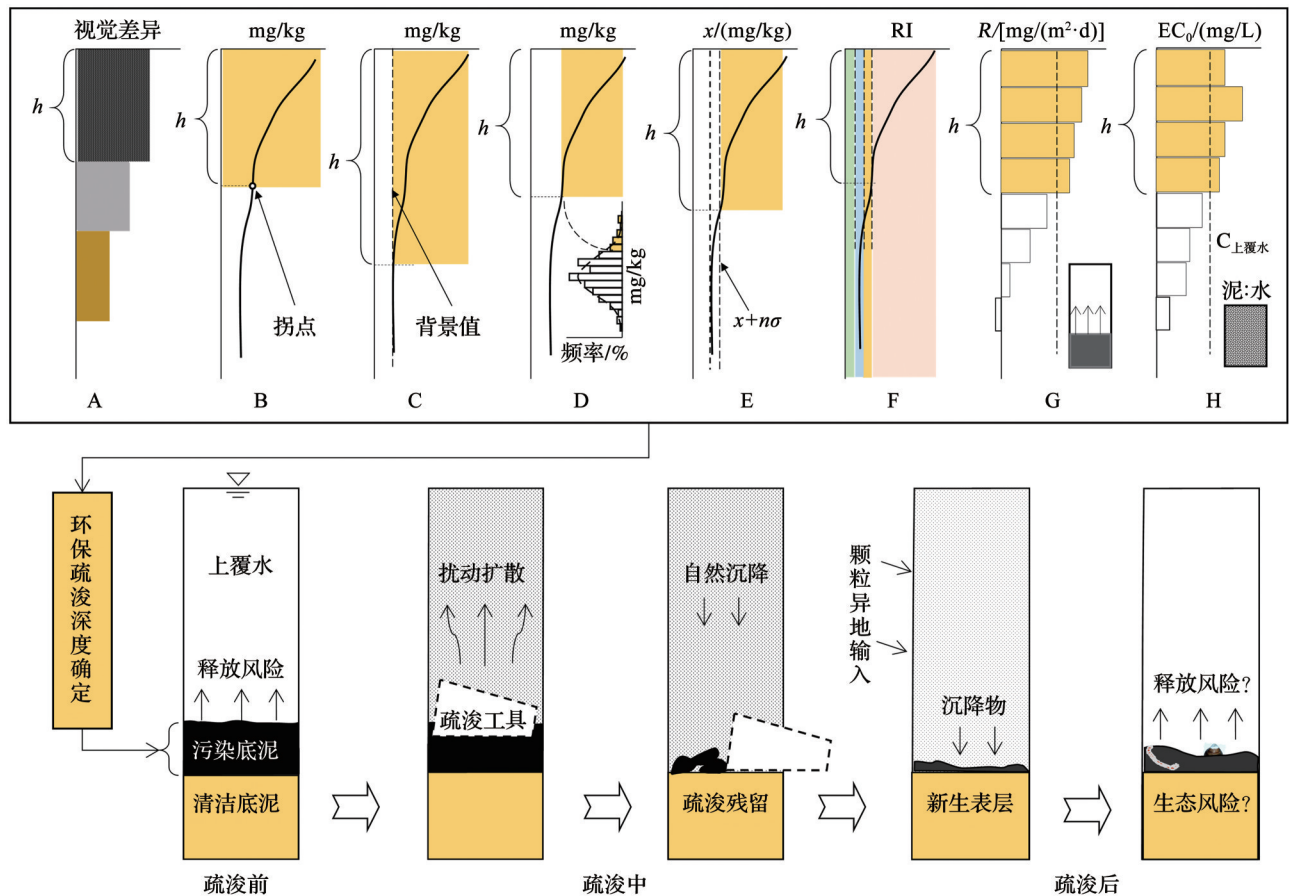 视觉差异
mg/kg
mg/kg
mg/kg
x/(mg/kg)
RI
R/[mg/(m²·d)]
EC₀/(mg/L)
h
h
h
h
h
h
h
h
拐点
背景值
mg/kg
频率/%
x+nσ
C上覆水
泥:水
A
B
C
D
E
F
G
H
环保疏浚深度确定
上覆水
释放风险
污染底泥
清洁底泥
扰动扩散
疏浚工具
自然沉降
疏浚残留
颗粒异地输入
沉降物
新生表层
释放风险?
生态风险?
疏浚前
疏浚中
疏浚后